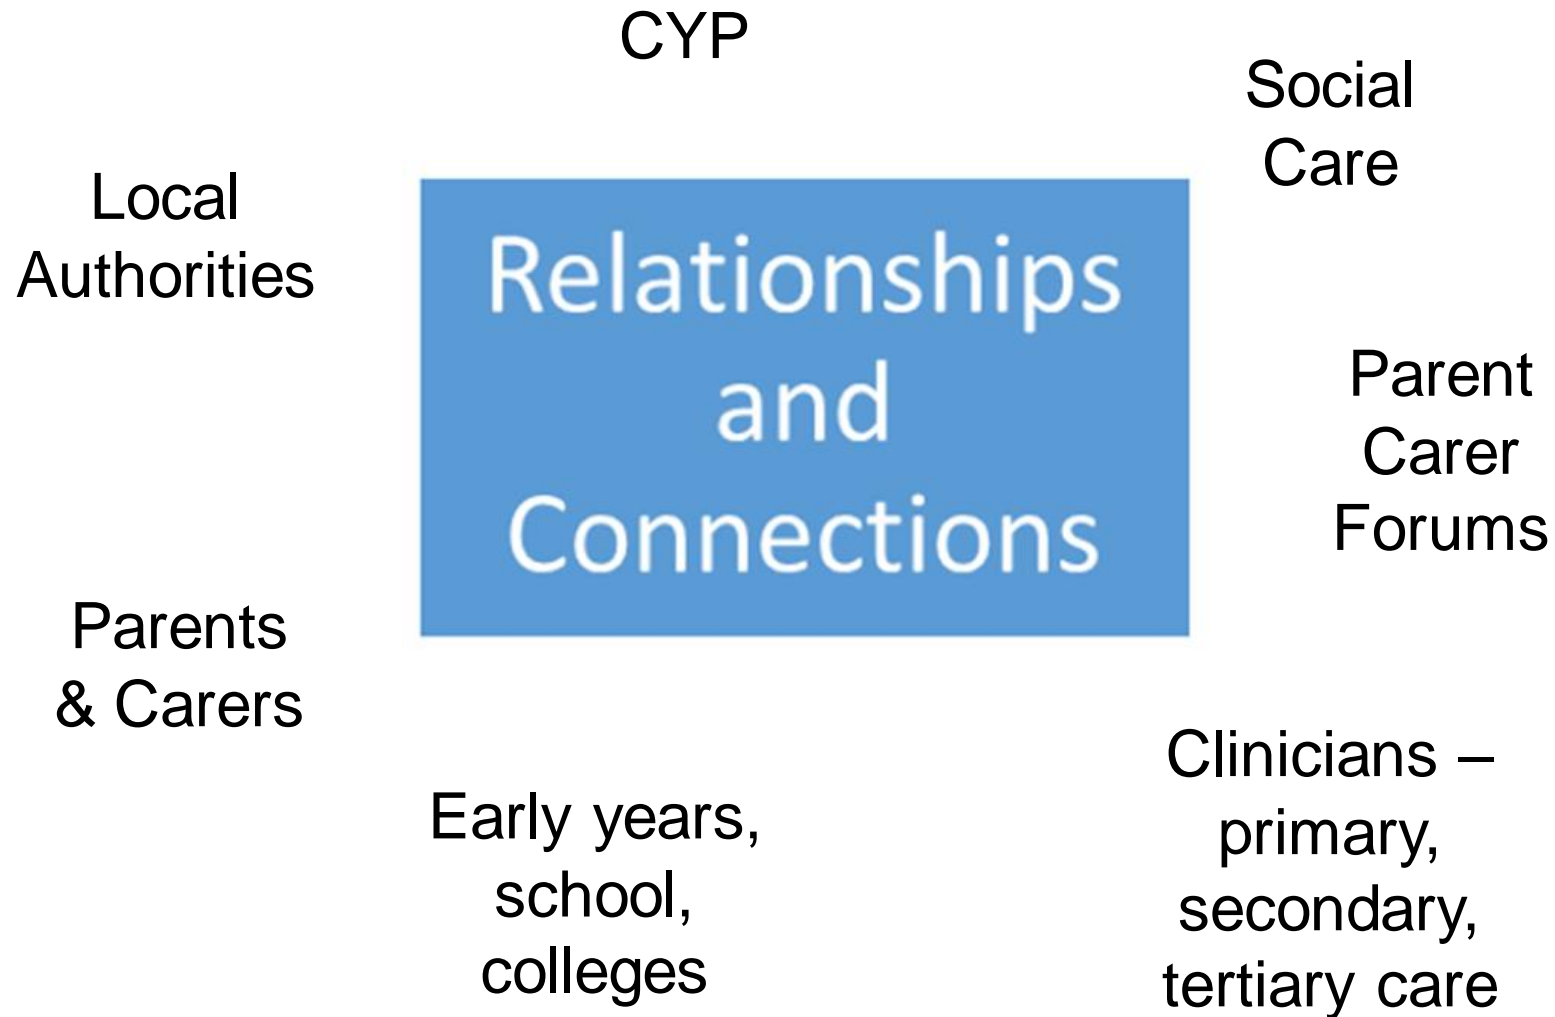 CYP
Social
Care
Local
Authorities
Relationships
and
Connections
Parent
Carer
Forums
Parents
& Carers
Early years,
school,
colleges
Clinicians –
primary,
secondary,
tertiary care